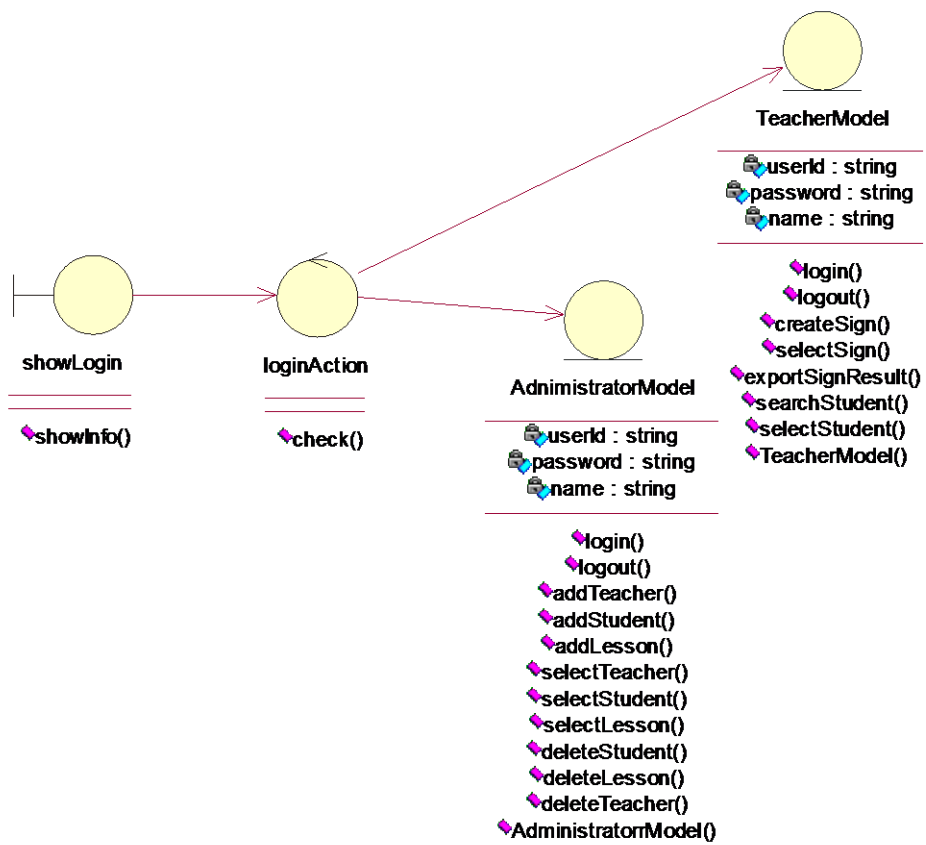 showLogin
showInfo()
loginAction
check()
AdnimistratorModel
userId : string
password : string
name : string
login()
logout()
addTeacher()
addStudent()
addLesson()
selectTeacher()
selectStudent()
selectLesson()
deleteStudent()
deleteLesson()
deleteTeacher()
AdministratorrModel()
TeacherModel
userId : string
password : string
name : string
login()
logout()
createSign()
selectSign()
exportSignResult()
searchStudent()
selectStudent()
TeacherModel()